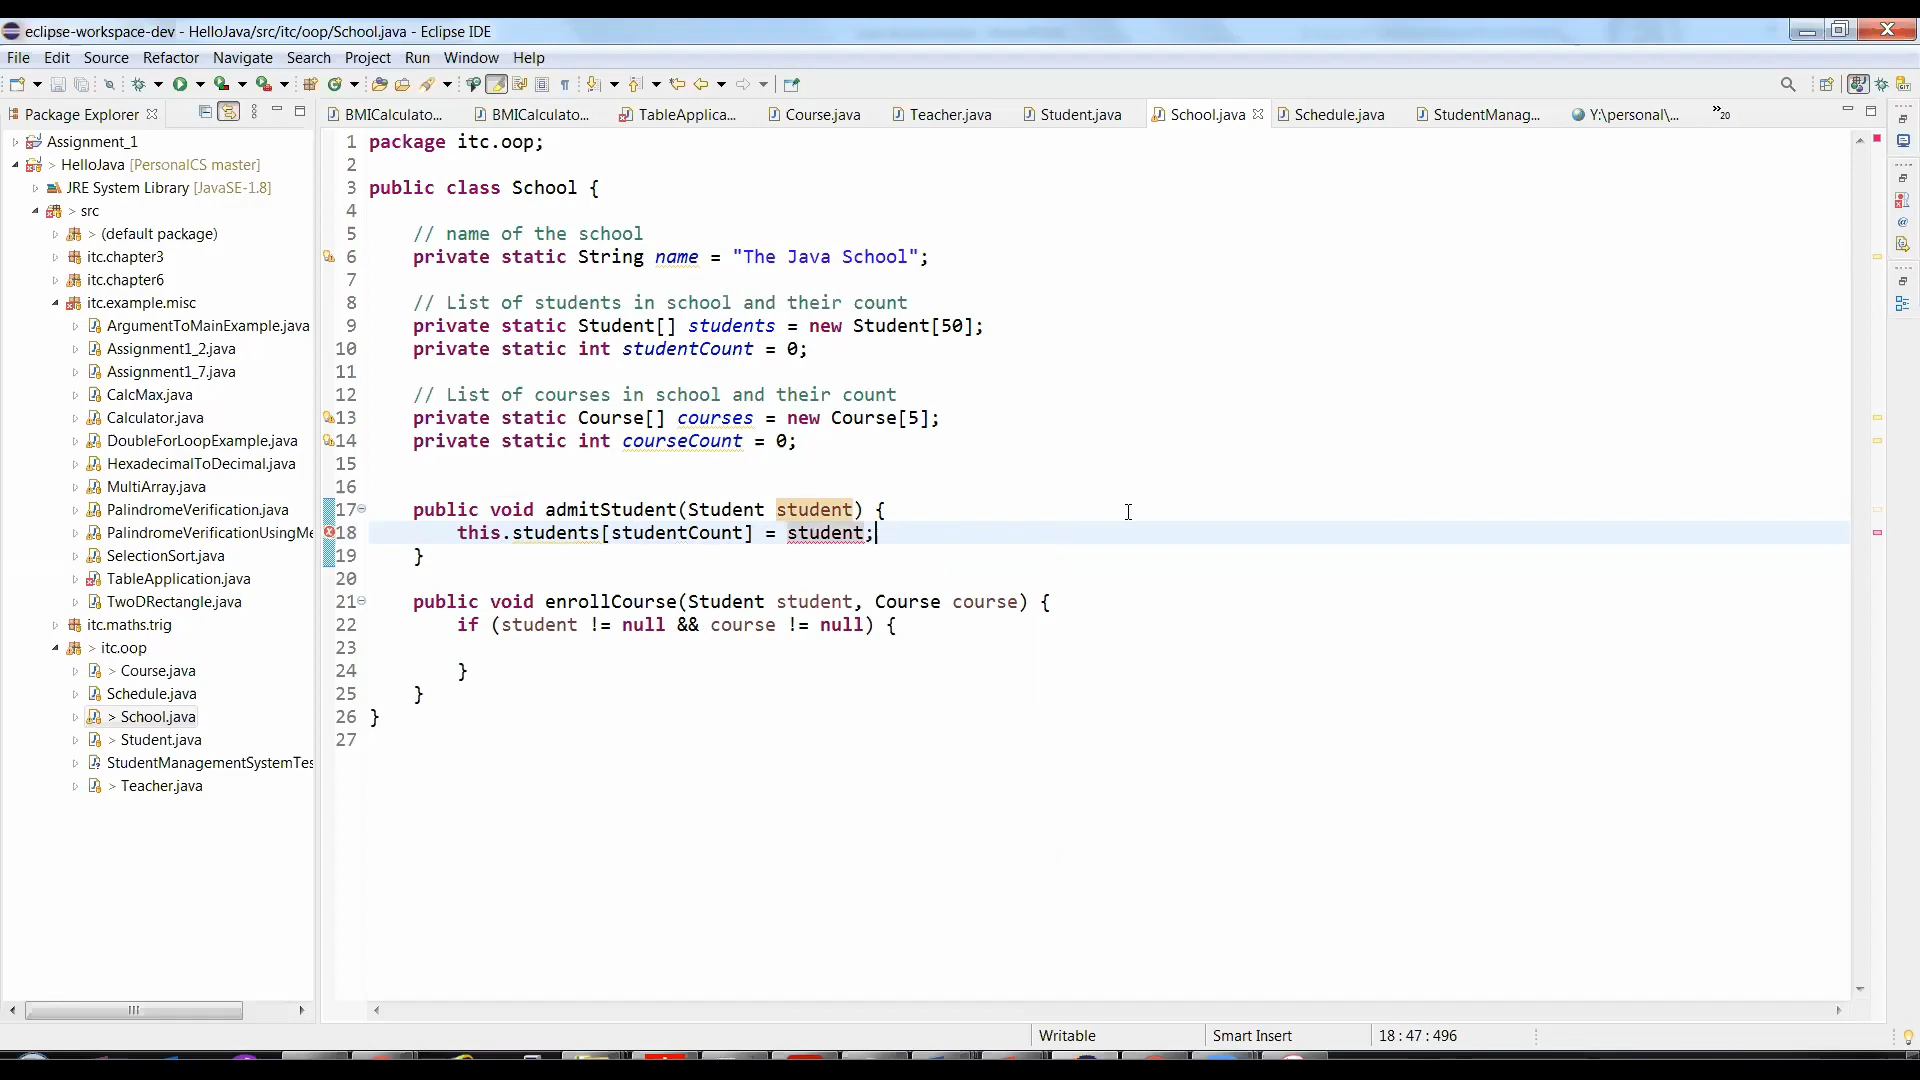 eclipse-workspace-dev - HelloJava/src/itc/oop/School.java - Eclipse IDE
File Edit Source Refactor Navigate Search Project Run Window Help
Package Explorer
BMICalculato...
BMICalculato...
TableApplica...
Course.java
Teacher.java
Student.java
School.java
Schedule.java
StudentManag...
Y:\personal\...
»20
Assignment_1
> HelloJava [PersonalCS master]
JRE System Library [JavaSE-1.8]
> src
> (default package)
itc.chapter3
itc.chapter6
itc.example.misc
ArgumentToMainExample.java
Assignment1_2.java
Assignment1_7.java
CalcMax.java
Calculator.java
DoubleForLoopExample.java
HexadecimalToDecimal.java
MultiArray.java
PalindromeVerification.java
PalindromeVerificationUsingMe
SelectionSort.java
TableApplication.java
TwoDRectangle.java
itc.maths.trig
> itc.oop
> Course.java
Schedule.java
> School.java
> Student.java
StudentManagementSystemTes
> Teacher.java
1 package itc.oop;
2
3 public class School {
4
5 // name of the school
6 private static String name = "The Java School";
7
8 // List of students in school and their count
9 private static Student[] students = new Student[50];
10 private static int studentCount = 0;
11
12 // List of courses in school and their count
13 private static Course[] courses = new Course[5];
14 private static int courseCount = 0;
15
16
17 public void admitStudent(Student student) {
18 this.students[studentCount] = student;
19 }
20
21 public void enrollCourse(Student student, Course course) {
22 if (student != null && course != null) {
23
24 }
25 }
26 }
27
Writable
Smart Insert
18 : 47 : 496